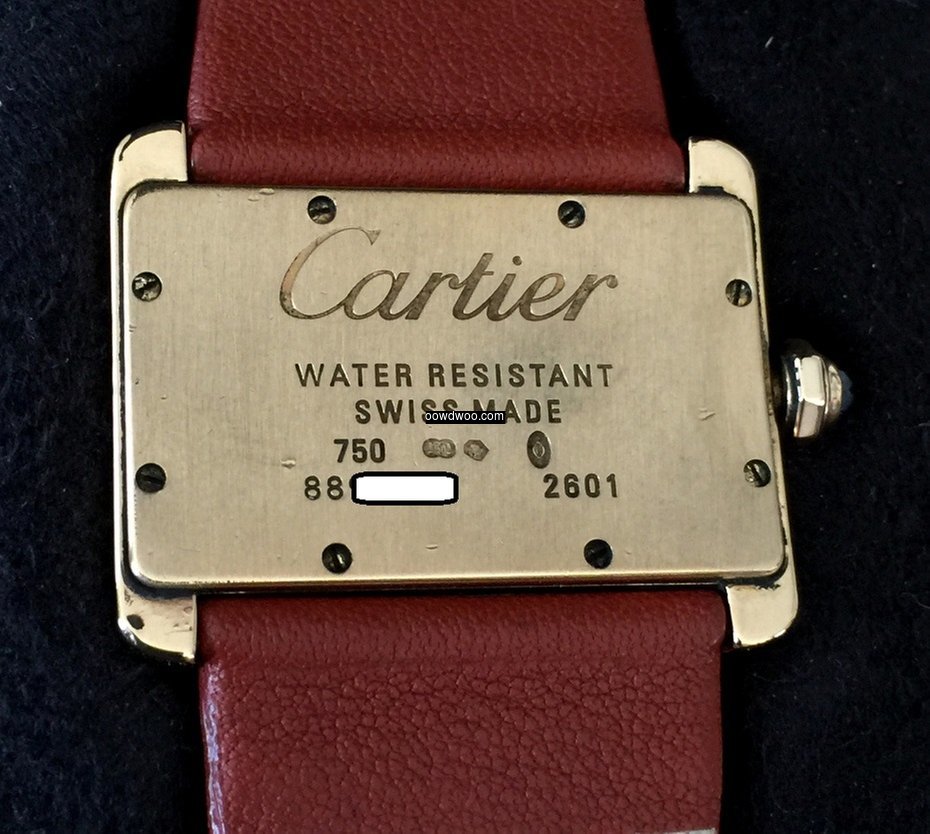 Cartier
WATER RESISTANT
SWISS MADE
oowdwoo.com
750
88 2601